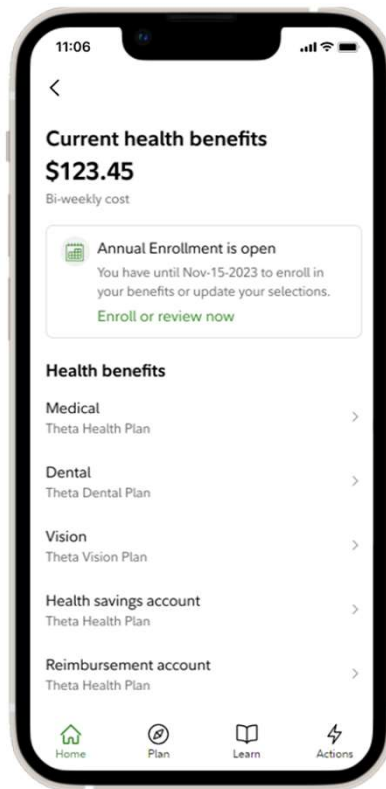 11:06
Current health benefits
$123.45
Bi-weekly cost
Annual Enrollment is open
You have until Nov-15-2023 to enroll in
your benefits or update your selections.
Enroll or review now
Health benefits
Medical
Theta Health Plan
Dental
Theta Dental Plan
Vision
Theta Vision Plan
Health savings account
Theta Health Plan
Reimbursement account
Theta Health Plan
Home Plan Learn Actions